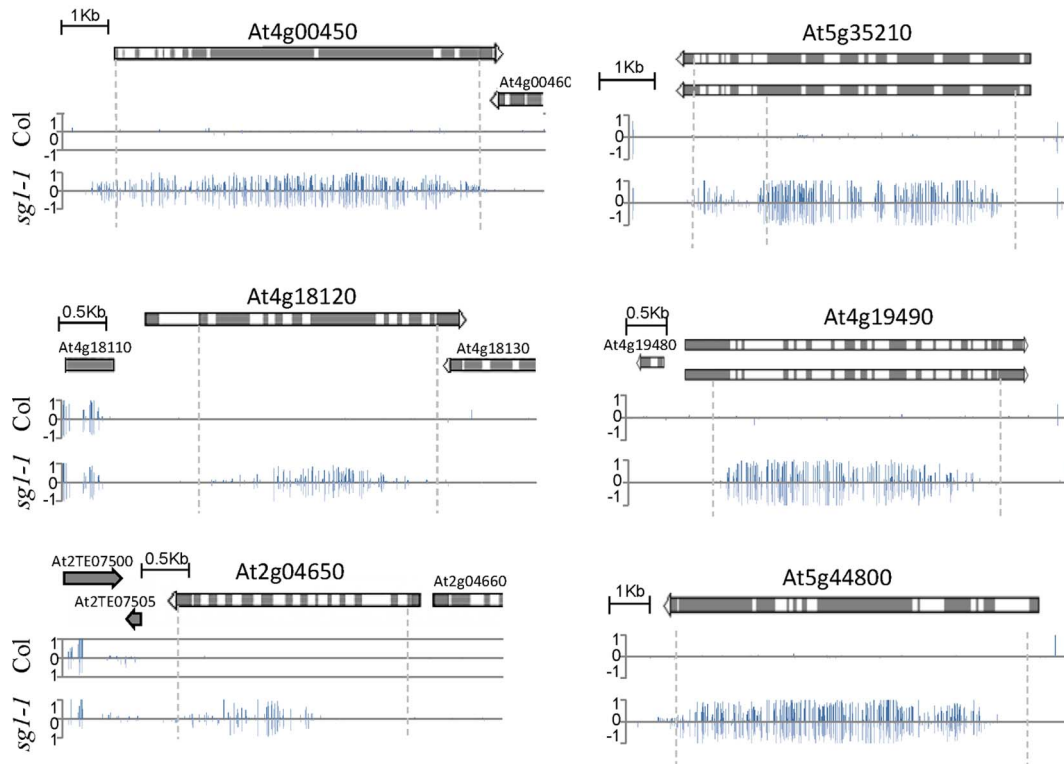 1Kb
At4g00450
At4g00460
Col
1
0
-1
sg1-1
1
0
-1
At5g35210
1Kb
1
0
-1
1
0
-1
0.5Kb
At4g18120
At4g18110
At4g18130
Col
1
0
-1
sg1-1
1
0
-1
0.5Kb
At4g19490
At4g19480
1
0
-1
1
0
-1
At2TE07500
0.5Kb
At2g04650
At2g04660
At2TE07505
Col
1
0
-1
sg1-1
1
0
-1
At5g44800
1Kb
1
0
-1
1
0
-1